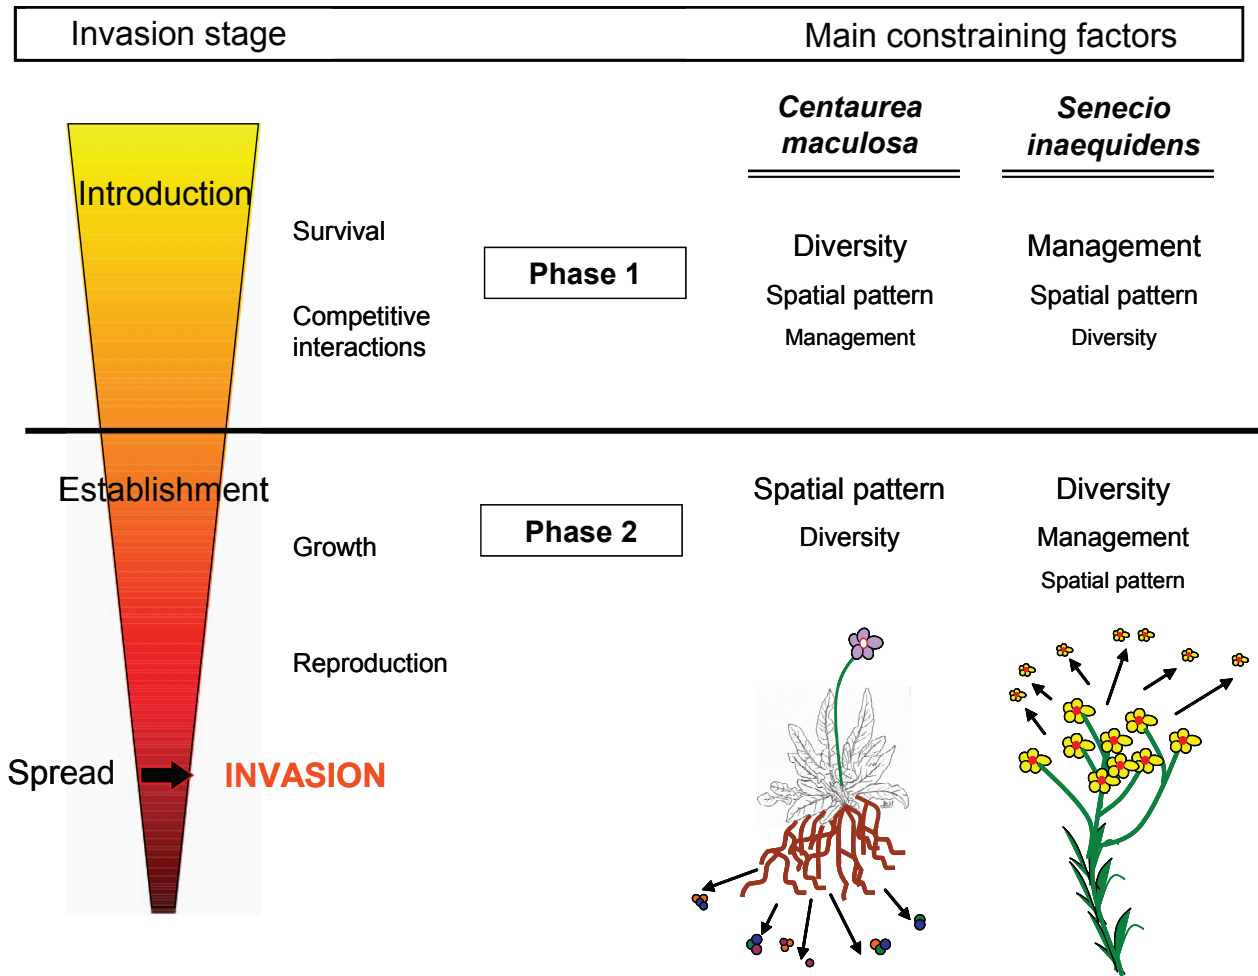 Invasion stage
Main constraining factors
Centaurea
maculosa
Senecio
inaequidens
Introduction
Survival
Competitive
interactions
Phase 1
Diversity
Spatial pattern
Management
Management
Spatial pattern
Diversity
Establishment
Growth
Reproduction
Phase 2
Spatial pattern
Diversity
Diversity
Management
Spatial pattern
Spread
INVASION